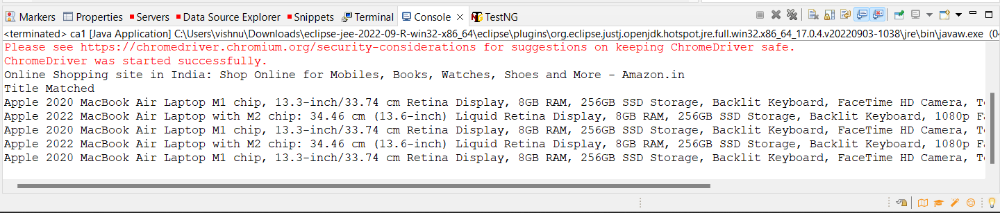 Markers Properties Servers Data Source Explorer Snippets Terminal Console TestNG
<terminated> ca1 [Java Application] C:\Users\vishnu\Downloads\eclipse-jee-2022-09-R-win32-x86_64\eclipse\plugins\org.eclipse.justj.openjdk.hotspot.jre.full.win32.x86_64_17.0.4.v20220903-1038\jre\bin\javaw.exe (04
Please see https://chromedriver.chromium.org/security-considerations for suggestions on keeping ChromeDriver safe.
ChromeDriver was started successfully.
Online Shopping site in India: Shop Online for Mobiles, Books, Watches, Shoes and More - Amazon.in
Title Matched
Apple 2020 MacBook Air Laptop M1 chip, 13.3-inch/33.74 cm Retina Display, 8GB RAM, 256GB SSD Storage, Backlit Keyboard, FaceTime HD Camera,
Apple 2022 MacBook Air Laptop with M2 chip: 34.46 cm (13.6-inch) Liquid Retina Display, 8GB RAM, 256GB SSD Storage, Backlit Keyboard, 1080p
Apple 2020 MacBook Air Laptop M1 chip, 13.3-inch/33.74 cm Retina Display, 8GB RAM, 256GB SSD Storage, Backlit Keyboard, FaceTime HD Camera,
Apple 2022 MacBook Air Laptop with M2 chip: 34.46 cm (13.6-inch) Liquid Retina Display, 8GB RAM, 256GB SSD Storage, Backlit Keyboard, 1080p
Apple 2020 MacBook Air Laptop M1 chip, 13.3-inch/33.74 cm Retina Display, 8GB RAM, 256GB SSD Storage, Backlit Keyboard, FaceTime HD Camera,